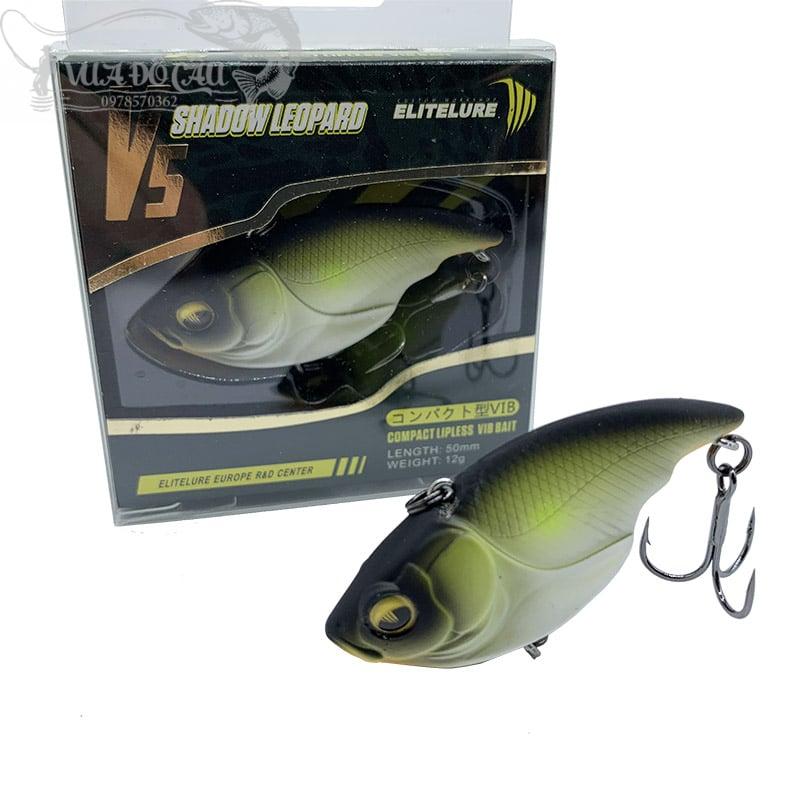 VUA ĐỒ CÂU
0978570362
V5
SHADOW LEOPARD
ELITELURE
コンパクト型VIB
COMPACT LIPLESS VIB BAIT
LENGTH: 50mm
WEIGHT: 12g
ELITELURE EUROPE R&D CENTER